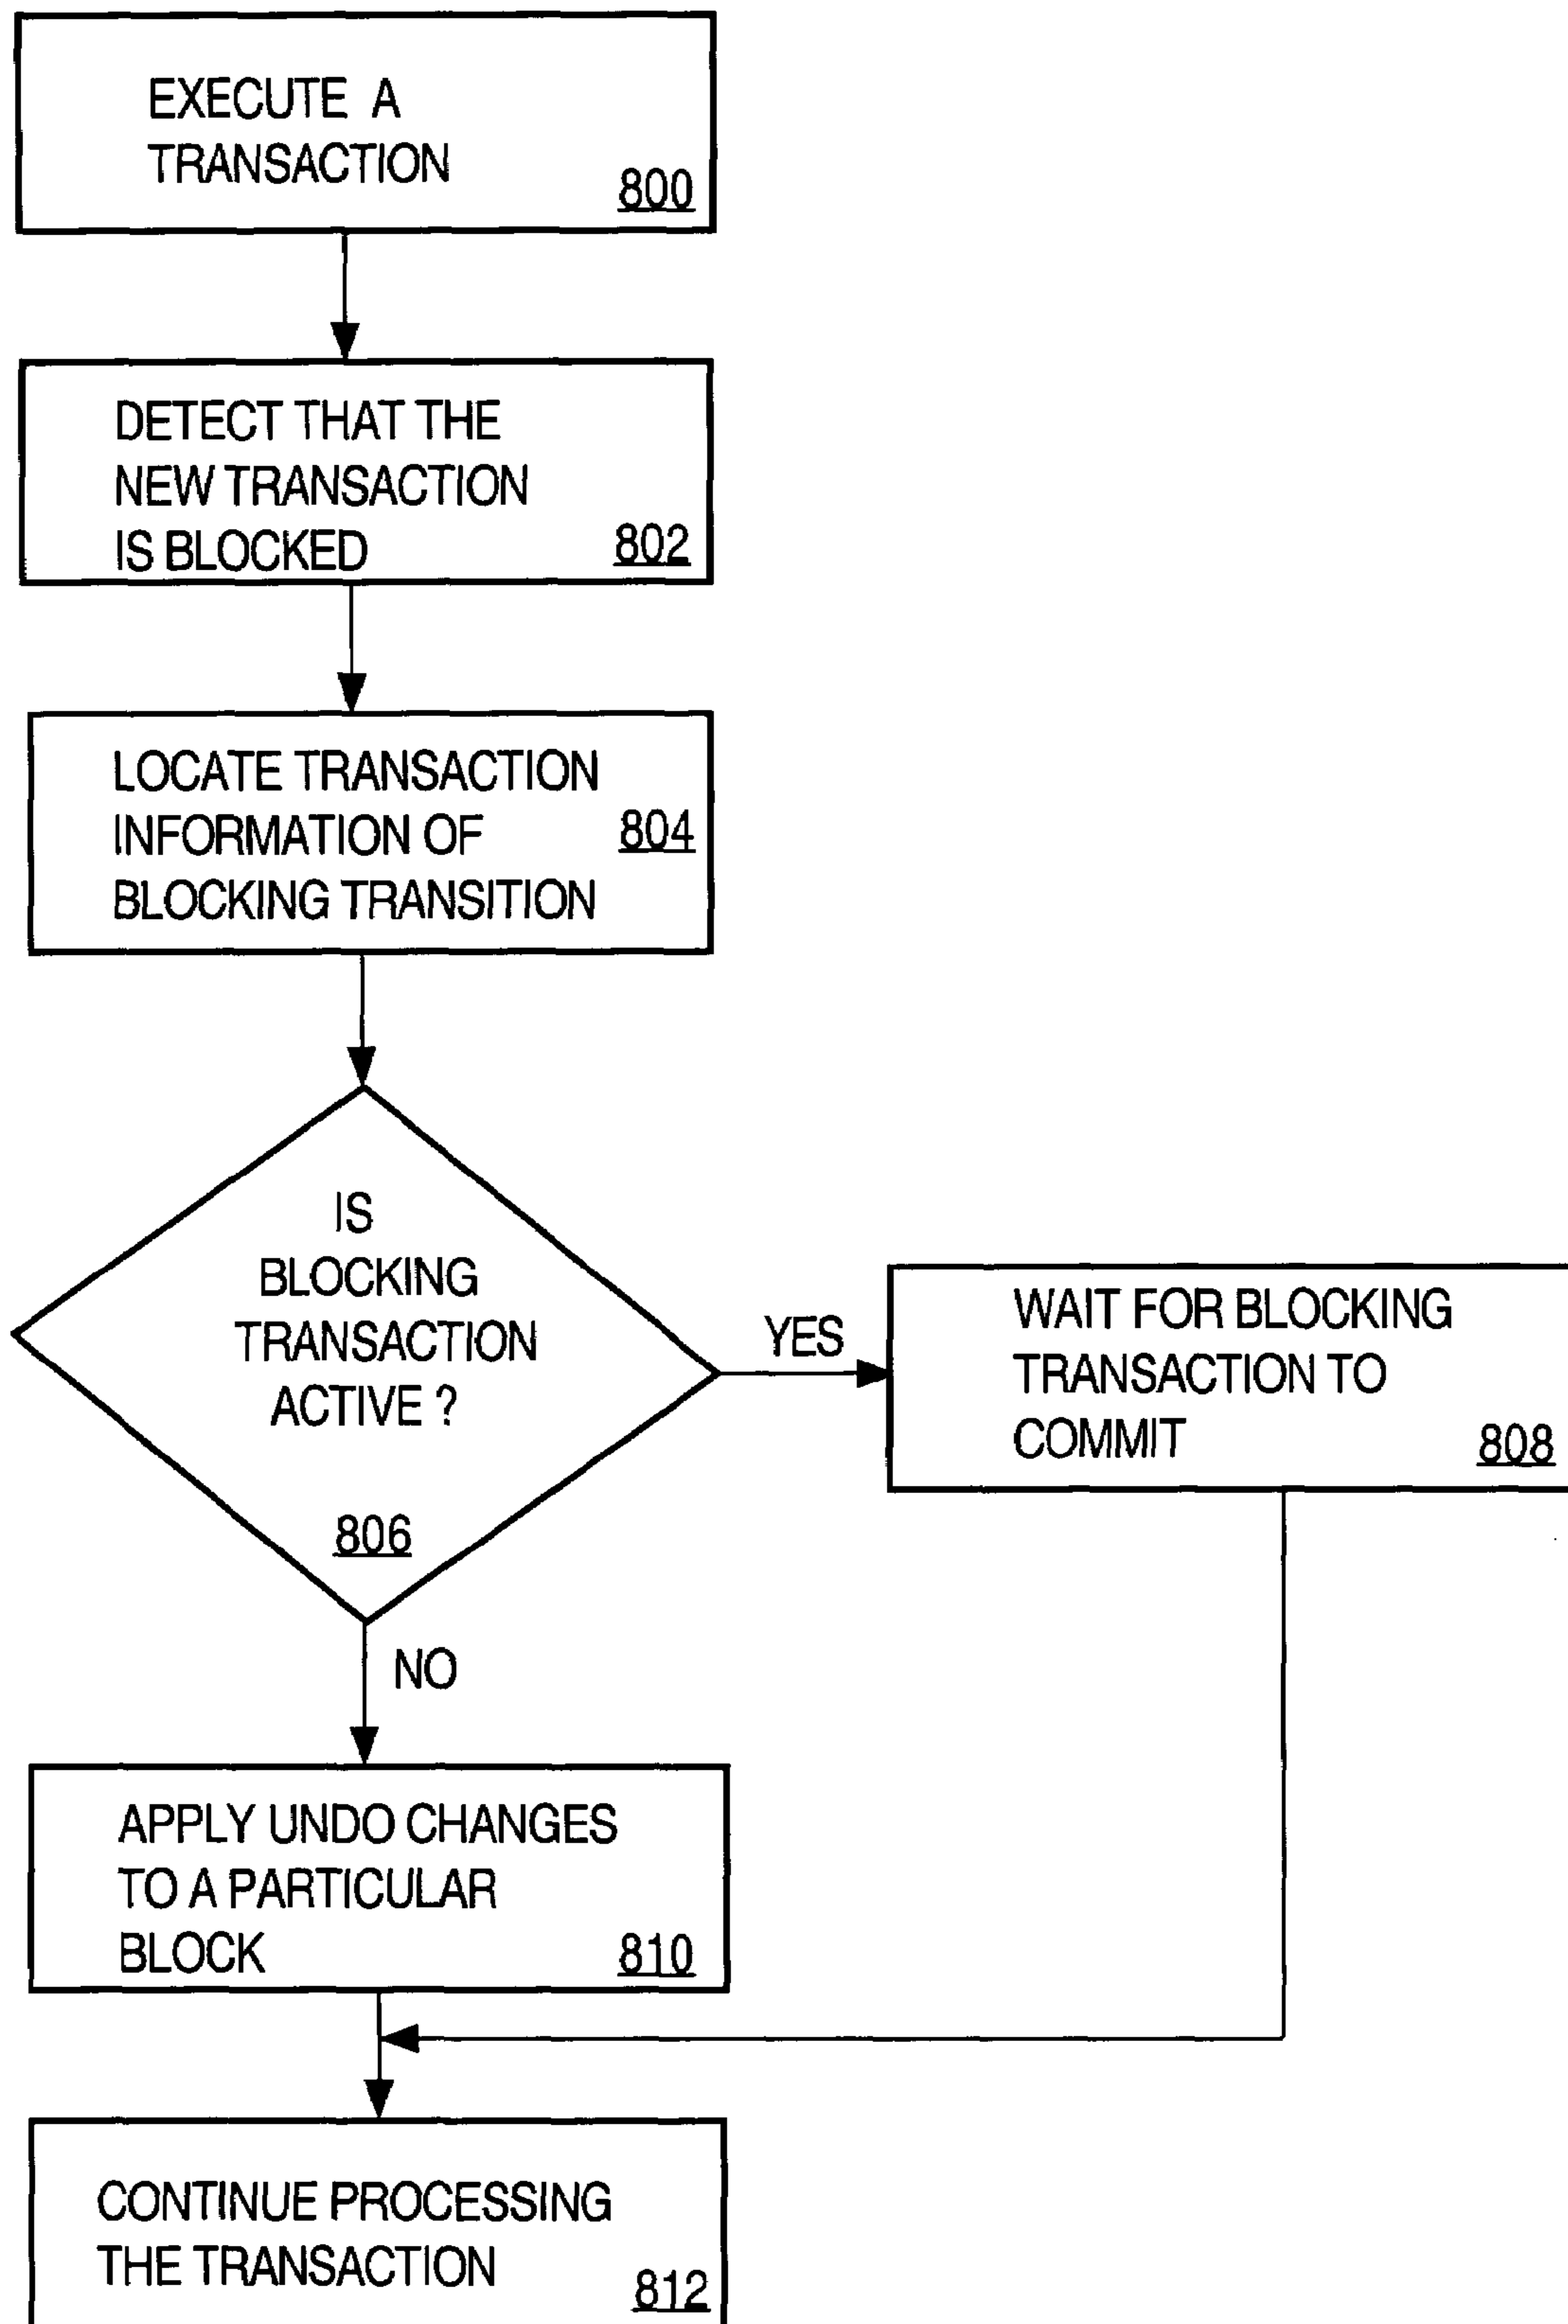 EXECUTE A
TRANSACTION
800
DETECT THAT THE
NEW TRANSACTION
IS BLOCKED
802
LOCATE TRANSACTION
INFORMATION OF
804
BLOCKING TRANSITION
IS
BLOCKING
TRANSACTION
ACTIVE ?
806
YES
WAIT FOR BLOCKING
TRANSACTION TO
COMMIT
808
NO
APPLY UNDO CHANGES
TO A PARTICULAR
BLOCK
810
CONTINUE PROCESSING
THE TRANSACTION
812